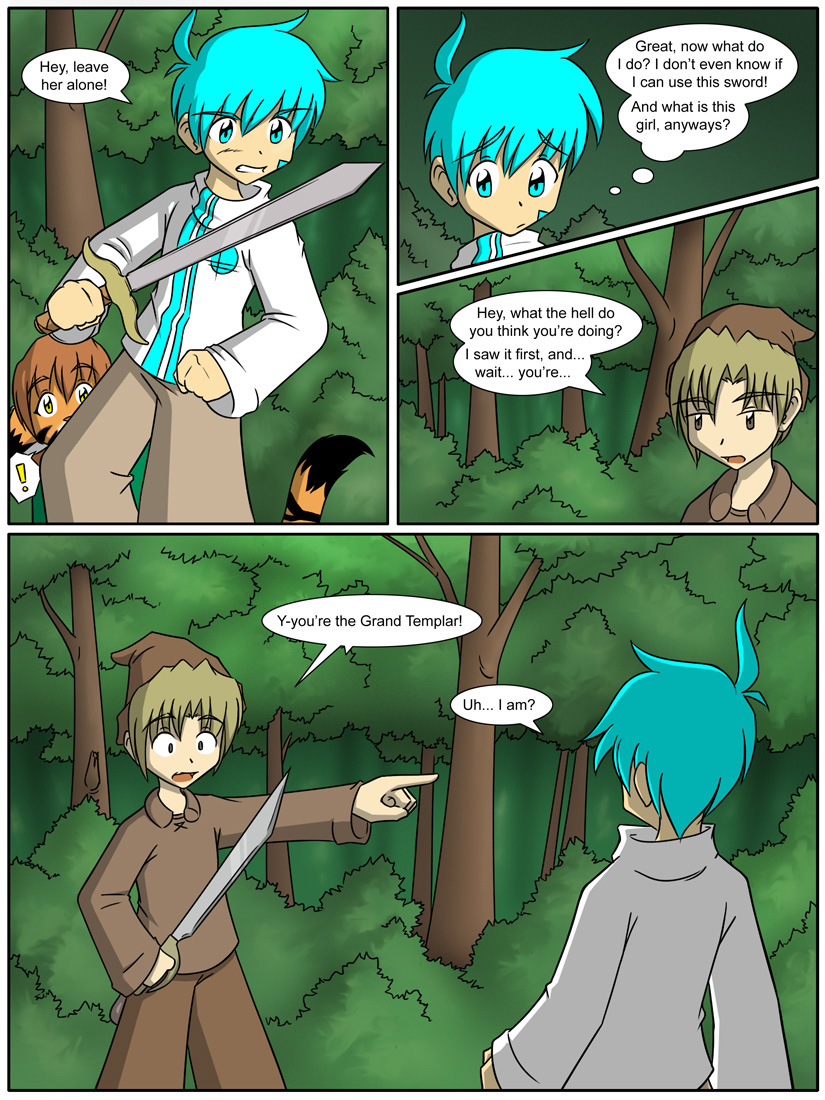 Hey, leave
her alone!
!
Great, now what do
I do? I don't even know if
I can use this sword!
And what is this
girl, anyways?
Hey, what the hell do
you think you're doing?
I saw it first, and...
wait... you're...
Y-you're the Grand Templar!
Uh... I am?